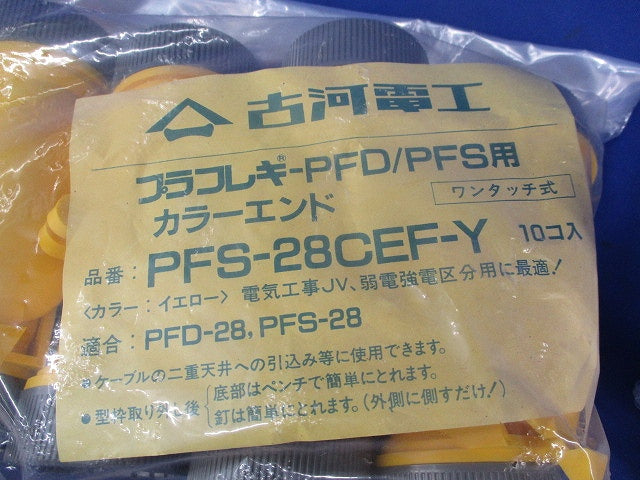 古河電工
プラフレキ®-PFD/PFS用
カラーエンド
ワンタッチ式
品番：PFS-28CEF-Y 10コ入
〈カラー：イエロー〉電気工事JV、弱電強電区分用に最適！
適合：PFD-28, PFS-28
●ケーブルの二重天井への引込み等に使用できます。
●型枠取り外し後｛底部はペンチで簡単にとれます。
釘は簡単にとれます。（外側に倒すだけ！）